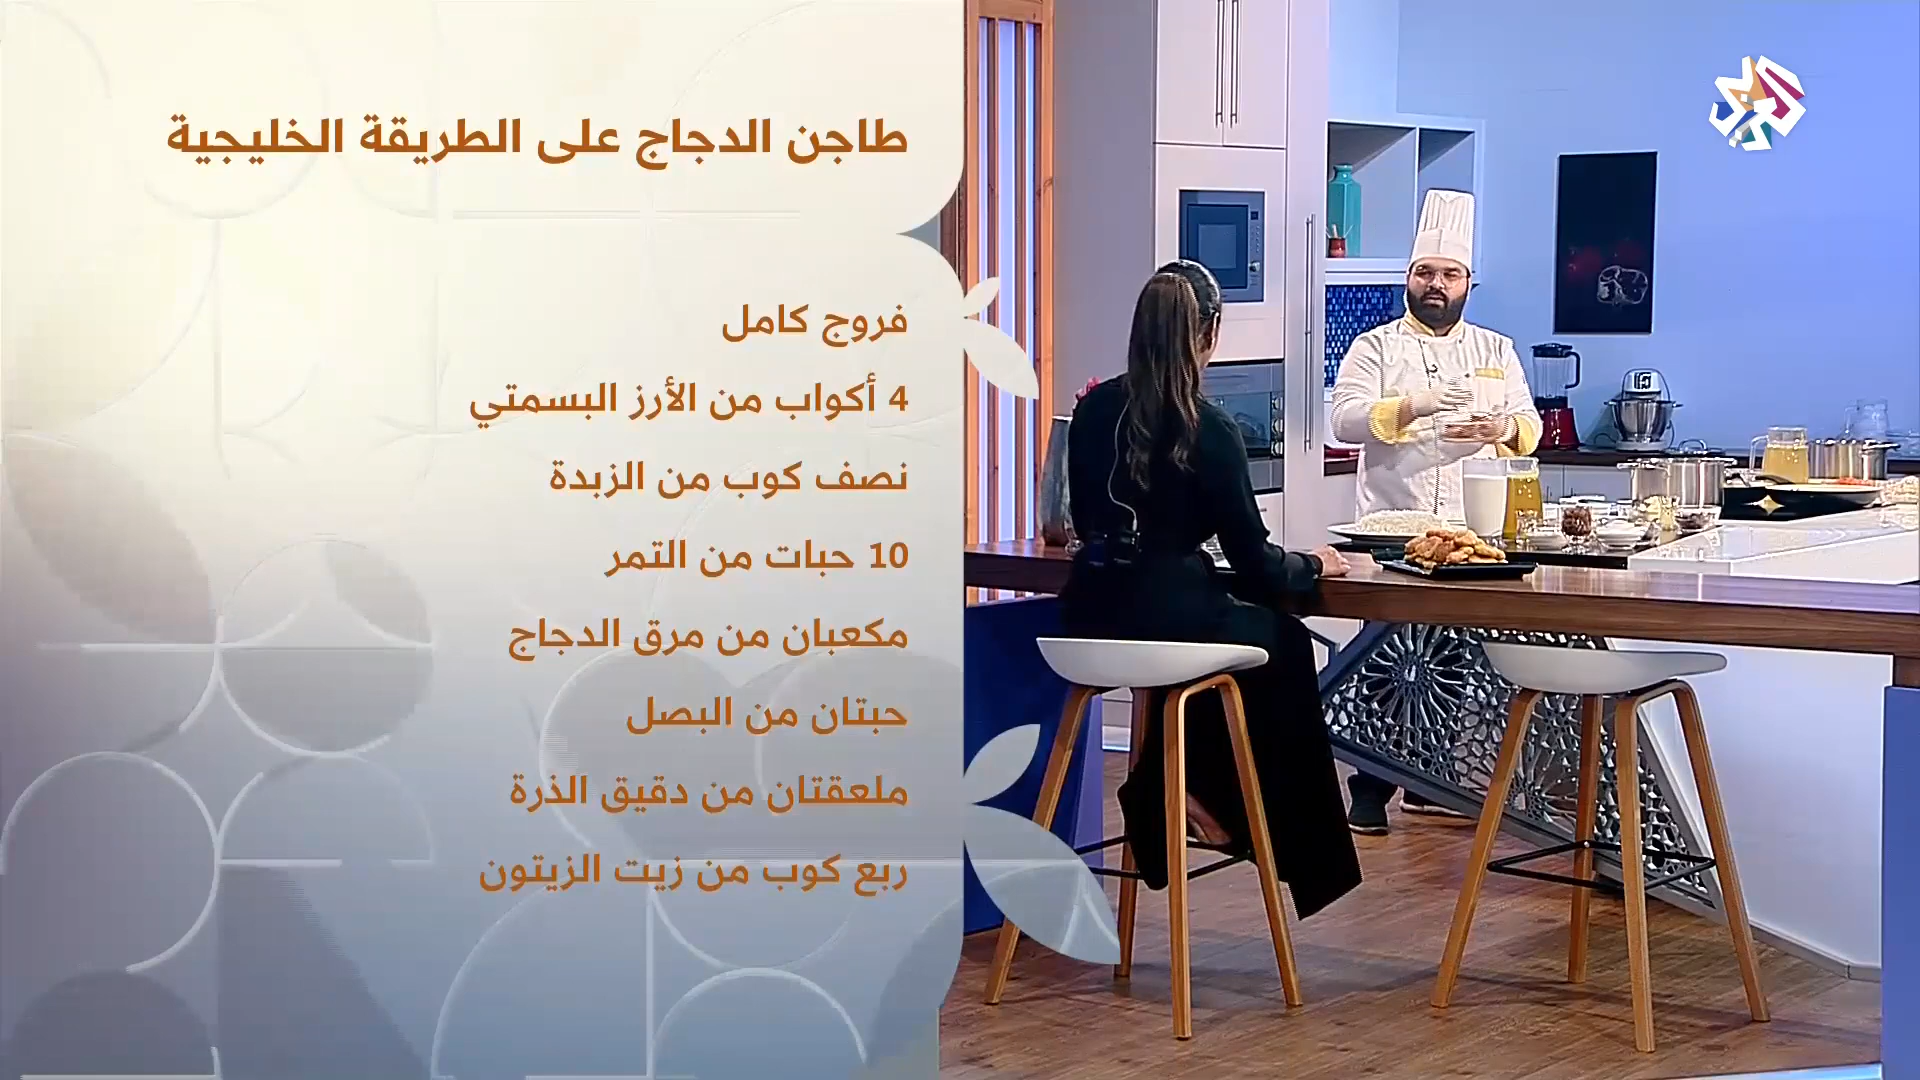 طاجن الدجاج على الطريقة الخليجية
فروج كامل
4 أكواب من الأرز البسمتي
نصف كوب من الزبدة
10 حبات من التمر
مكعبان من مرق الدجاج
حبتان من البصل
ملعقتان من دقيق الذرة
ربع كوب من زيت الزيتون